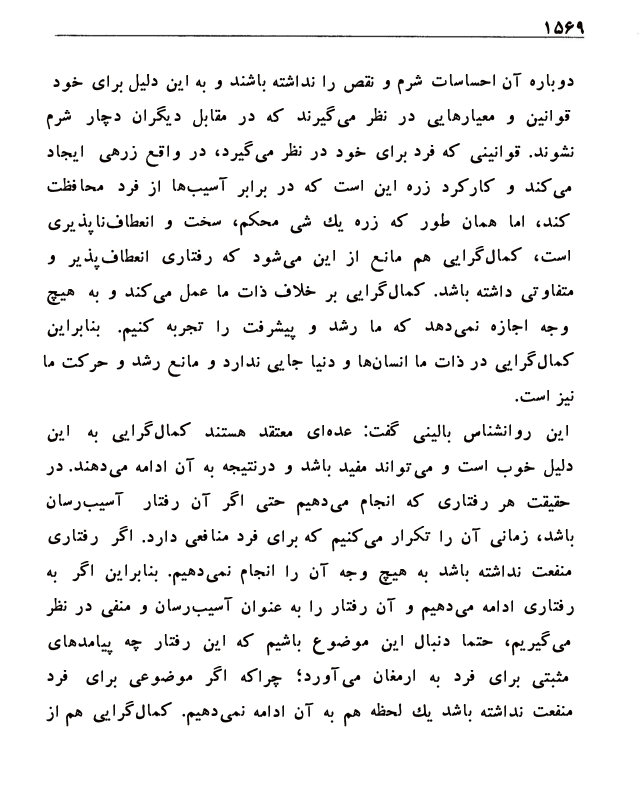 ۱۵۶۹
دوباره آن احساسات شرم و نقص را نداشته باشند و به این دلیل برای خود
قوانین و معیارهایی در نظر می‌گیرند که در مقابل دیگران دچار شرم
نشوند. قوانینی که فرد برای خود در نظر می‌گیرد، در واقع زرهی ایجاد
می‌کند و کارکرد زره این است که در برابر آسیب‌ها از فرد محافظت
کند، اما همان طور که زره یك شی محکم، سخت و انعطاف‌ناپذیری
است، کمال‌گرایی هم مانع از این می‌شود که رفتاری انعطاف‌پذیر و
متفاوتی داشته باشد. کمال‌گرایی بر خلاف ذات ما عمل می‌کند و به هیچ
وجه اجازه نمی‌دهد که ما رشد و پیشرفت را تجربه کنیم. بنابراین
کمال‌گرایی در ذات ما انسان‌ها و دنیا جایی ندارد و مانع رشد و حرکت ما
نیز است.
این روانشناس بالینی گفت: عده‌ای معتقد هستند کمال‌گرایی به این
دلیل خوب است و می‌تواند مفید باشد و درنتیجه به آن ادامه می‌دهند. در
حقیقت هر رفتاری که انجام می‌دهیم حتی اگر آن رفتار آسیب‌رسان
باشد، زمانی آن را تکرار می‌کنیم که برای فرد منافعی دارد. اگر رفتاری
منفعت نداشته باشد به هیچ وجه آن را انجام نمی‌دهیم. بنابراین اگر به
رفتاری ادامه می‌دهیم و آن رفتار را به عنوان آسیب‌رسان و منفی در نظر
می‌گیریم، حتما دنبال این موضوع باشیم که این رفتار چه پیامدهای
مثبتی برای فرد به ارمغان می‌آورد؛ چراکه اگر موضوعی برای فرد
منفعت نداشته باشد یك لحظه هم به آن ادامه نمی‌دهیم. کمال‌گرایی هم از